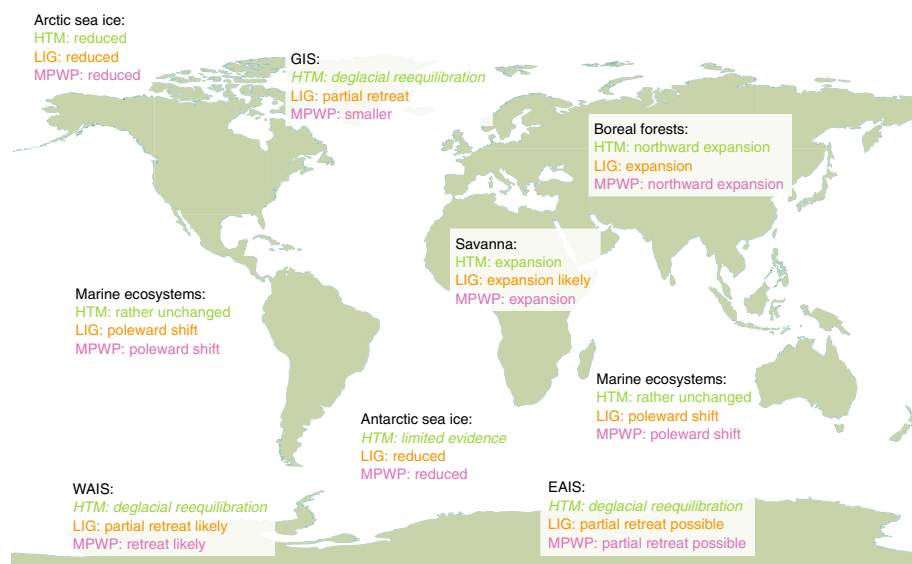 Arctic sea ice:
HTM: reduced
LIG: reduced
MPWP: reduced
GIS:
HTM: deglacial reequilibration
LIG: partial retreat
MPWP: smaller
Boreal forests:
HTM: northward expansion
LIG: expansion
MPWP: northward expansion
Savanna:
HTM: expansion
LIG: expansion likely
MPWP: expansion
Marine ecosystems:
HTM: rather unchanged
LIG: poleward shift
MPWP: poleward shift
Marine ecosystems:
HTM: rather unchanged
LIG: poleward shift
MPWP: poleward shift
Antarctic sea ice:
HTM: limited evidence
LIG: reduced
MPWP: reduced
WAIS:
HTM: deglacial reequilibration
LIG: partial retreat likely
MPWP: retreat likely
EAIS:
HTM: deglacial reequilibration
LIG: partial retreat possible
MPWP: partial retreat possible